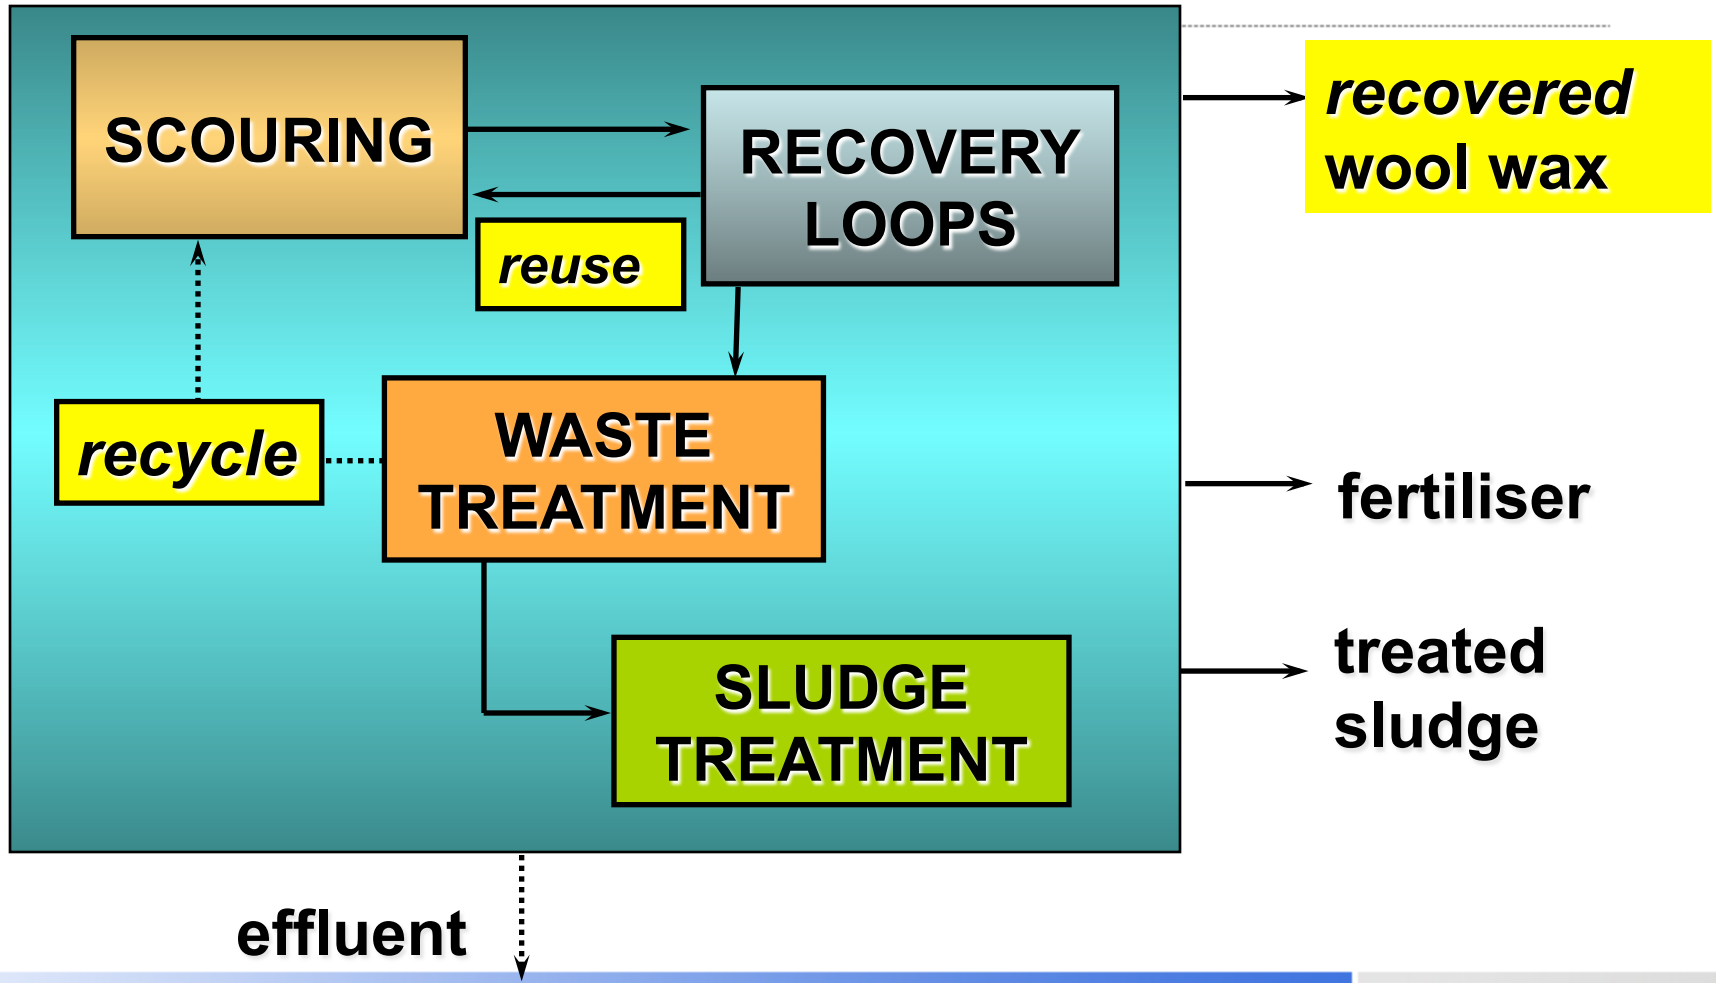 SCOURING
RECOVERY
LOOPS
recovered
wool wax
reuse
recycle
WASTE
TREATMENT
fertiliser
SLUDGE
TREATMENT
treated
sludge
effluent